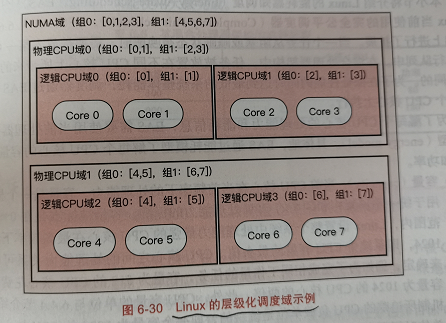 NUMA域（组0：[0,1,2,3]，组1：[4,5,6,7]）
物理CPU域0（组0：[0,1]，组1：[2,3]）
逻辑CPU域0（组0：[0]，组1：[1]）
逻辑CPU域1（组0：[2]，组1：[3]）
Core 0
Core 1
Core 2
Core 3
物理CPU域1（组0：[4,5]，组1：[6,7]）
逻辑CPU域2（组0：[4]，组1：[5]）
逻辑CPU域3（组0：[6]，组1：[7]）
Core 4
Core 5
Core 6
Core 7
图 6-30 Linux 的层级化调度域示例